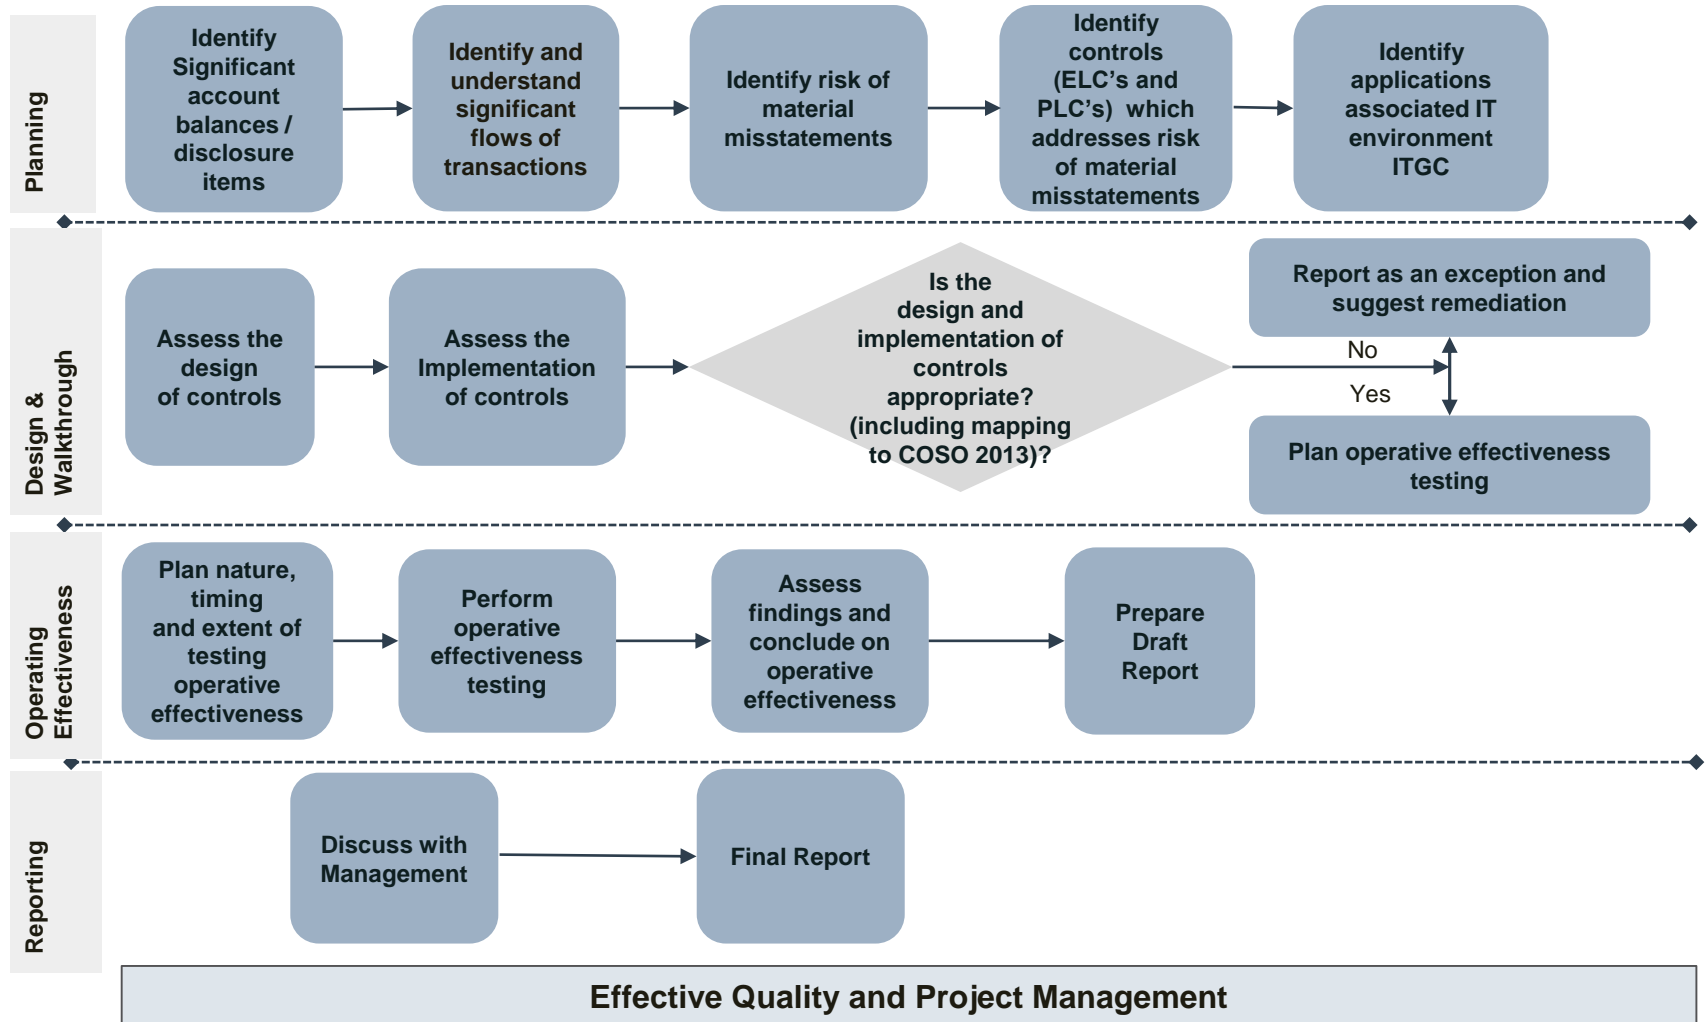 Planning
Identify
Significant
account
balances /
disclosure
items
Identify and
understand
significant
flows of
transactions
Identify risk of
material
misstatements
Identify
controls
(ELC’s and
PLC’s) which
addresses risk
of material
misstatements
Identify
applications
associated IT
environment
ITGC
Design &
Walkthrough
Assess the
design
of controls
Assess the
Implementation
of controls
Is the
design and
implementation of
controls
appropriate?
(including mapping
to COSO 2013)?
No
Yes
Report as an exception and
suggest remediation
Plan operative effectiveness
testing
Operating
Effectiveness
Plan nature,
timing
and extent of
testing
operative
effectiveness
Perform
operative
effectiveness
testing
Assess
findings and
conclude on
operative
effectiveness
Prepare
Draft
Report
Reporting
Discuss with
Management
Final Report
Effective Quality and Project Management